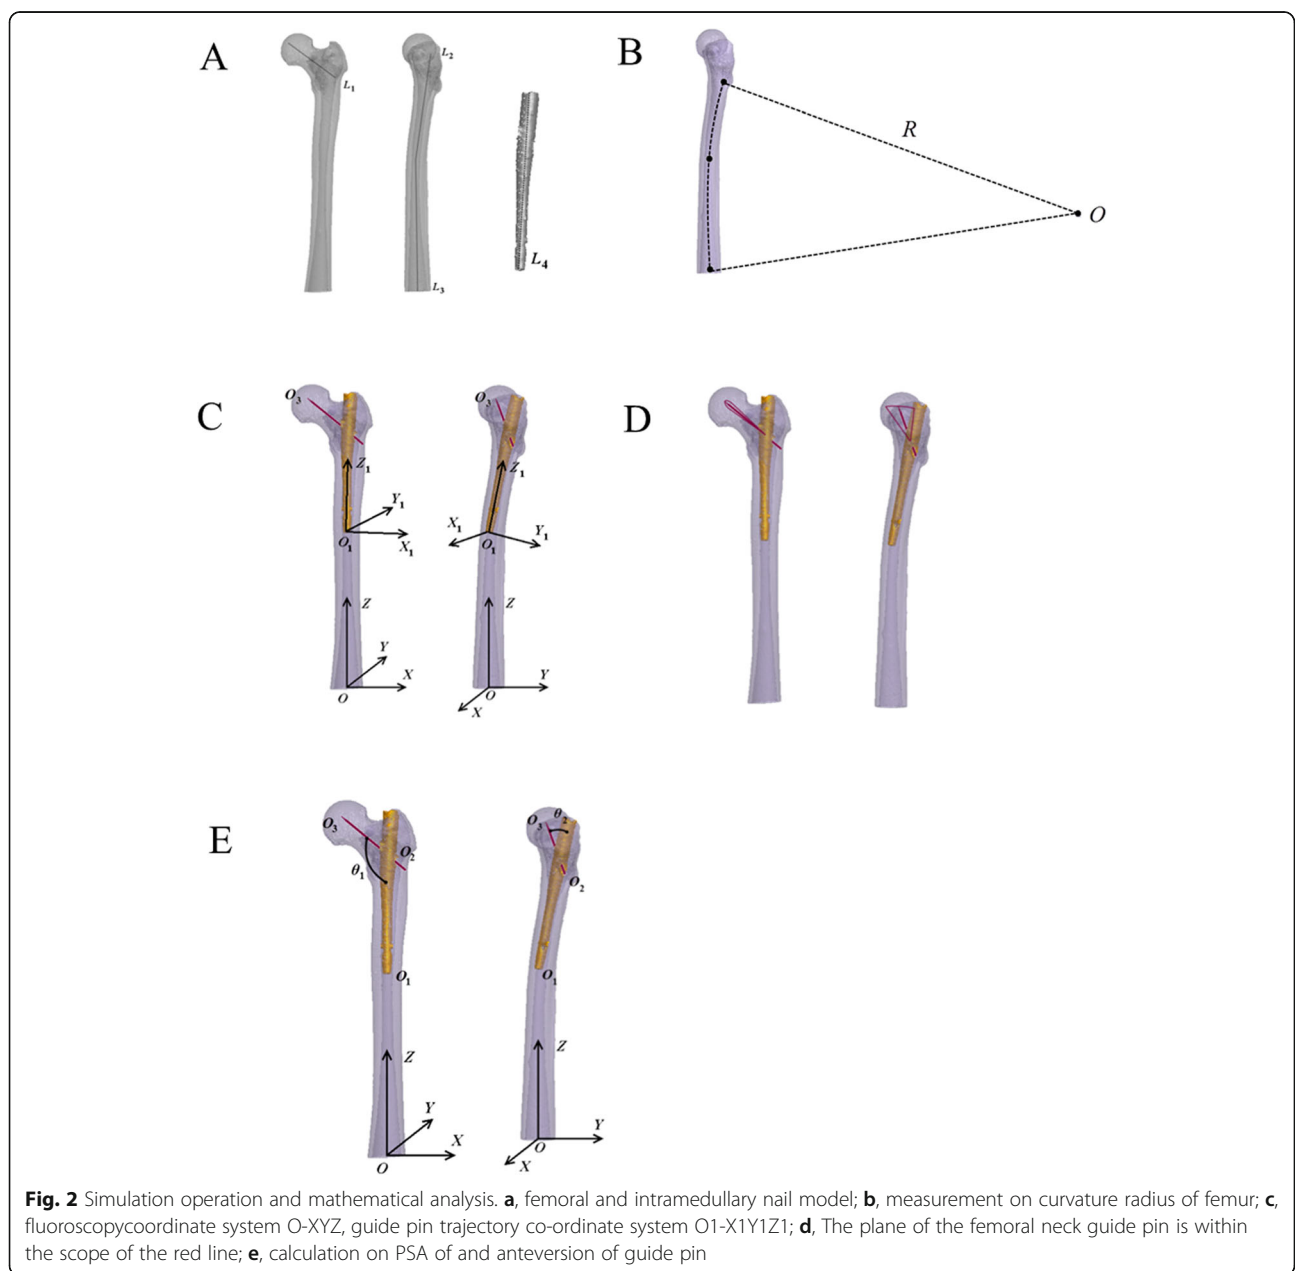 A
L1
L2
L3
L4
B
R
O
C
O3
Z1
Y1
X1
O1
Z
Y
X
O
O3
Z1
X1
Y1
O1
Z
Y
X
O
D
E
O3
O2
θ1
O1
Z
Y
X
O
θ2
O3
O2
O1
Z
Y
X
O
Fig. 2 Simulation operation and mathematical analysis. a, femoral and intramedullary nail model; b, measurement on curvature radius of femur; c,
fluoroscopycoordinate system O-XYZ, guide pin trajectory co-ordinate system O1-X1Y1Z1; d, The plane of the femoral neck guide pin is within
the scope of the red line; e, calculation on PSA of and anteversion of guide pin